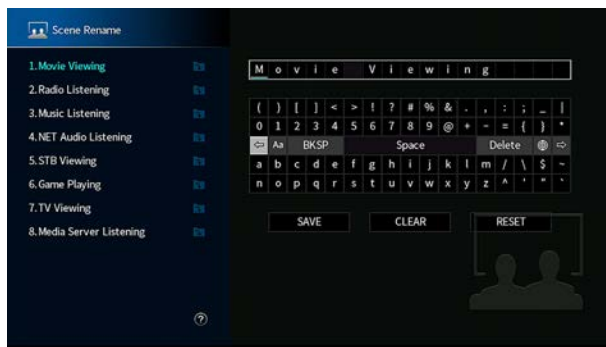 Scene Rename
1.Movie Viewing
2.Radio Listening
3.Music Listening
4.NET Audio Listening
5.STB Viewing
6.Game Playing
7.TV Viewing
8.Media Server Listening
Movie Viewing
( ) [ ] < > ! ? # % & . , : ; _ |
0 1 2 3 4 5 6 7 8 9 @ + - = { } *
⇦ Aa BKSP Space Delete ⇨
a b c d e f g h i j k l m / \ $ ~
n o p q r s t u v w x y z ^ ' " `
SAVE CLEAR RESET
?